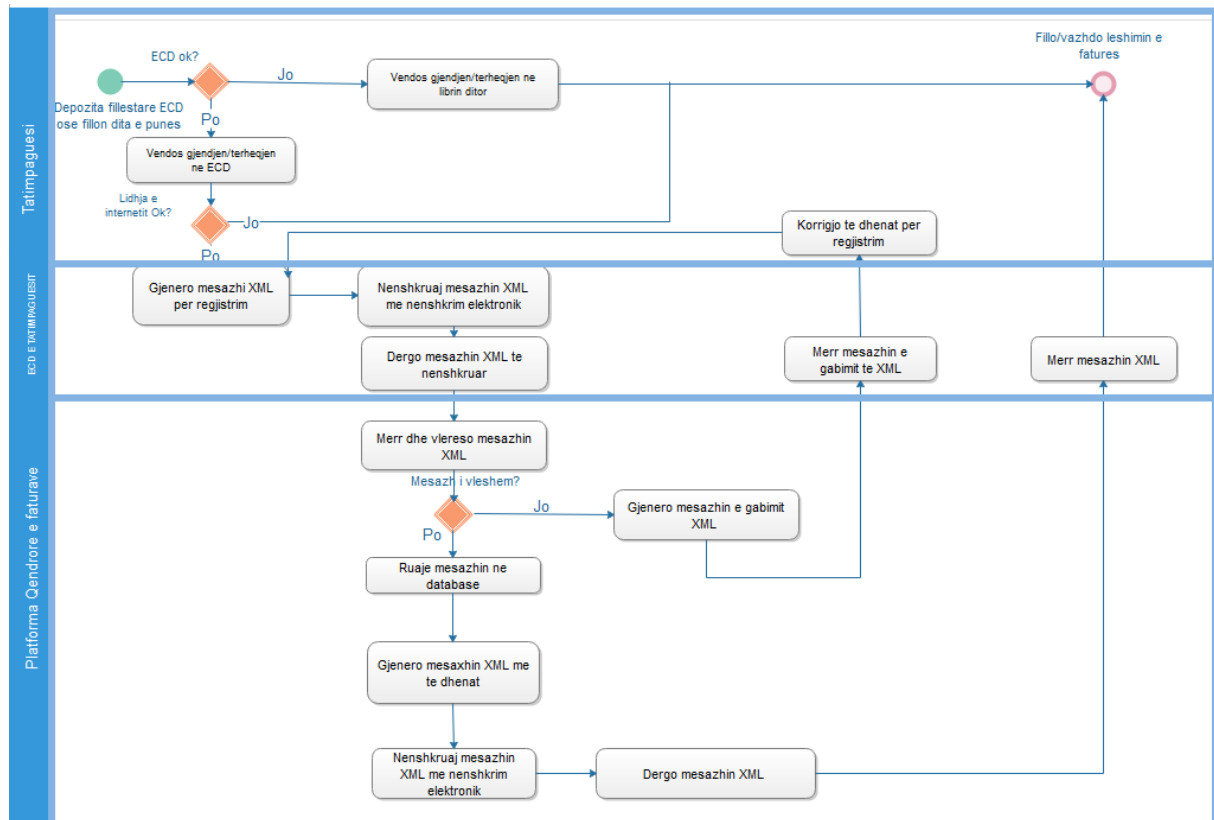 Tatimpaguesi
ECD ok?
Jo
Vendos gjendjen/terheqjen ne
librin ditor
Fillo/vazhdo leshimin e
fatures
Depozita fillestare ECD
ose fillon dita e punes
Po
Vendos gjendjen/terheqjen
ne ECD
Lidhja e
internetit Ok?
Jo
Po
Korrigjo te dhenat per
regjistrim
ECD E TATIMPAGUESIT
Gjenero mesazhi XML
per regjistrim
Nenshkruaj mesazhin XML
me nenshkrim elektronik
Dergo mesazhin XML te
nenshkruar
Merr mesazhin e
gabimit te XML
Merr mesazhin XML
Platforma Qendrore e faturave
Merr dhe vlereso mesazhin
XML
Mesazh i vleshem?
Jo
Gjenero mesazhin e gabimit
XML
Po
Ruaje mesazhin ne
database
Gjenero mesaxhin XML me
te dhenat
Nenshkruaj mesazhin
XML me nenshkrim
elektronik
Dergo mesazhin XML